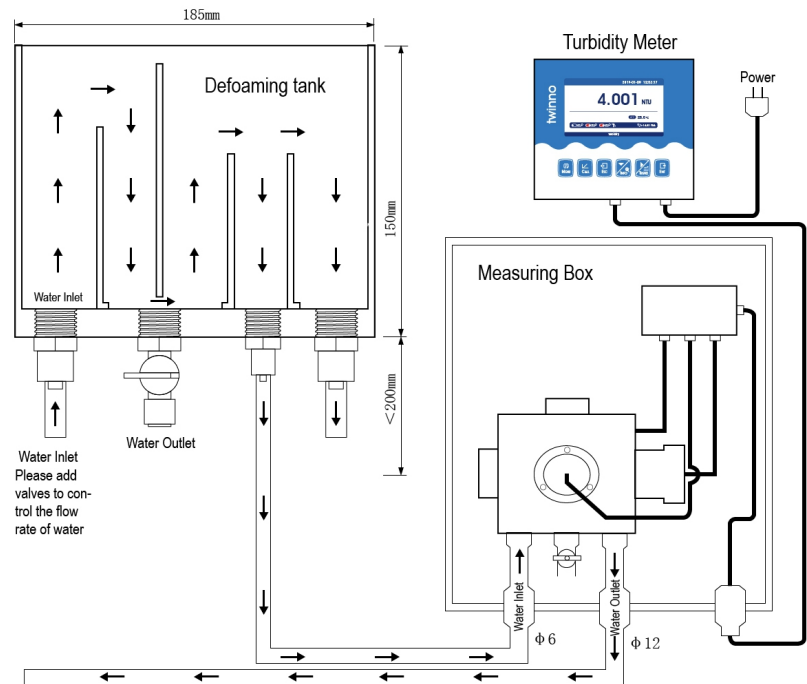 185mm
Defoaming tank
150mm
Water Inlet
<200mm
Water Inlet
Please add
valves to con-
trol the flow
rate of water
Water Outlet
Turbidity Meter
Power
twinno
4.001 NTU
Measuring Box
Water Inlet
φ6
Water Outlet
φ12